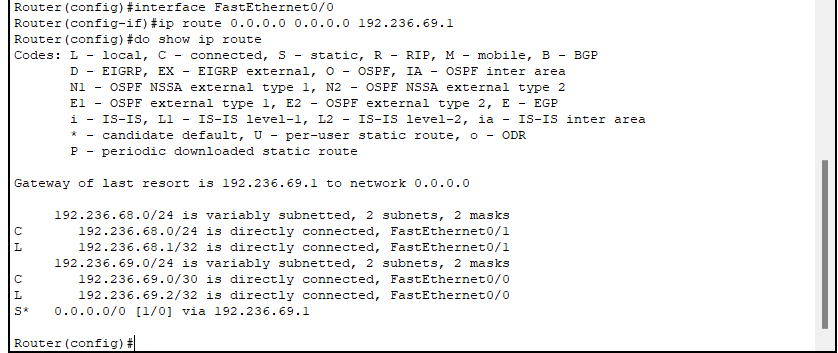 Router(config)#interface FastEthernet0/0
Router(config-if)#ip route 0.0.0.0 0.0.0.0 192.236.69.1
Router(config)#do show ip route
Codes: L - local, C - connected, S - static, R - RIP, M - mobile, B - BGP
       D - EIGRP, EX - EIGRP external, O - OSPF, IA - OSPF inter area
       N1 - OSPF NSSA external type 1, N2 - OSPF NSSA external type 2
       E1 - OSPF external type 1, E2 - OSPF external type 2, E - EGP
       i - IS-IS, L1 - IS-IS level-1, L2 - IS-IS level-2, ia - IS-IS inter area
       * - candidate default, U - per-user static route, o - ODR
       P - periodic downloaded static route

Gateway of last resort is 192.236.69.1 to network 0.0.0.0

     192.236.68.0/24 is variably subnetted, 2 subnets, 2 masks
C       192.236.68.0/24 is directly connected, FastEthernet0/1
L       192.236.68.1/32 is directly connected, FastEthernet0/1
     192.236.69.0/24 is variably subnetted, 2 subnets, 2 masks
C       192.236.69.0/30 is directly connected, FastEthernet0/0
L       192.236.69.2/32 is directly connected, FastEthernet0/0
S*   0.0.0.0/0 [1/0] via 192.236.69.1

Router(config)#